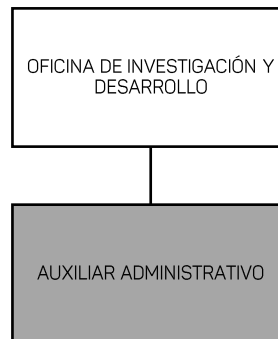 OFICINA DE INVESTIGACIÓN Y
DESARROLLO
AUXILIAR ADMINISTRATIVO